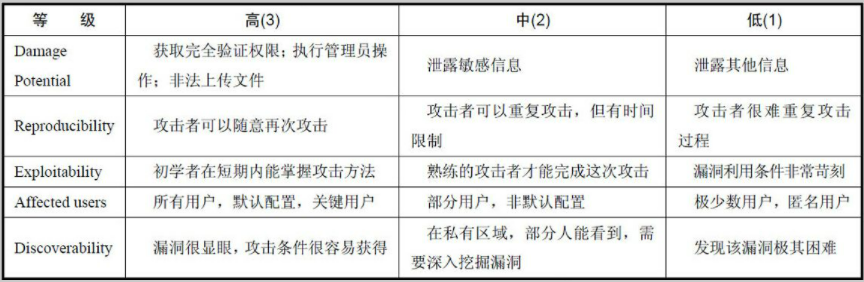 等 级 高(3) 中(2) 低(1)
Damage Potential
获取完全验证权限；执行管理员操
作；非法上传文件
泄露敏感信息
泄露其他信息
Reproducibility
攻击者可以随意再次攻击
攻击者可以重复攻击，但有时间
限制
攻击者很难重复攻击
过程
Exploitability
初学者在短期内能掌握攻击方法
熟练的攻击者才能完成这次攻击
漏洞利用条件非常苛刻
Affected users
所有用户，默认配置，关键用户
部分用户，非默认配置
极少数用户，匿名用户
Discoverability
漏洞很显眼，攻击条件很容易获得
在私有区域，部分人能看到，需
要深入挖掘漏洞
发现该漏洞极其困难